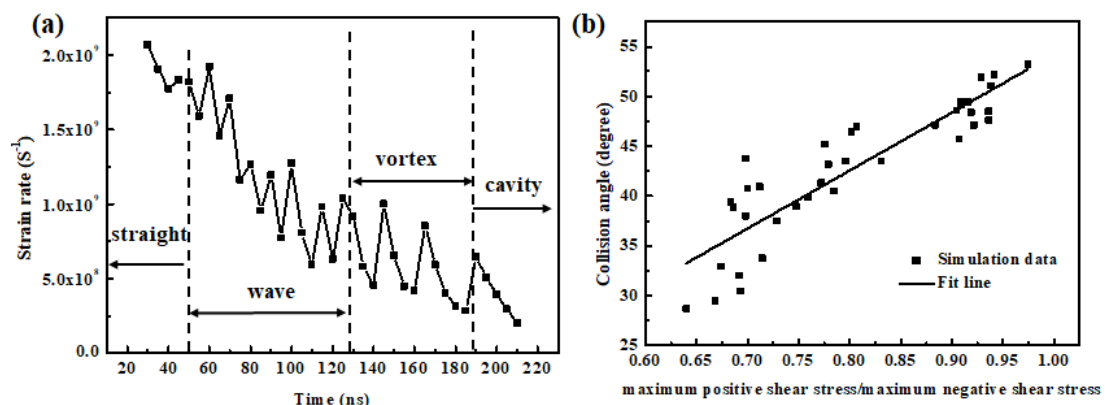 (a)
Strain rate (S⁻¹)
2.0x10⁹
1.5x10⁹
1.0x10⁹
5.0x10⁸
0.0
straight
wave
vortex
cavity
20 40 60 80 100 120 140 160 180 200 220
Time (ns)
(b)
Collision angle (degree)
55
50
45
40
35
30
25
Simulation data
Fit line
0.60 0.65 0.70 0.75 0.80 0.85 0.90 0.95 1.00
maximum positive shear stress/maximum negative shear stress